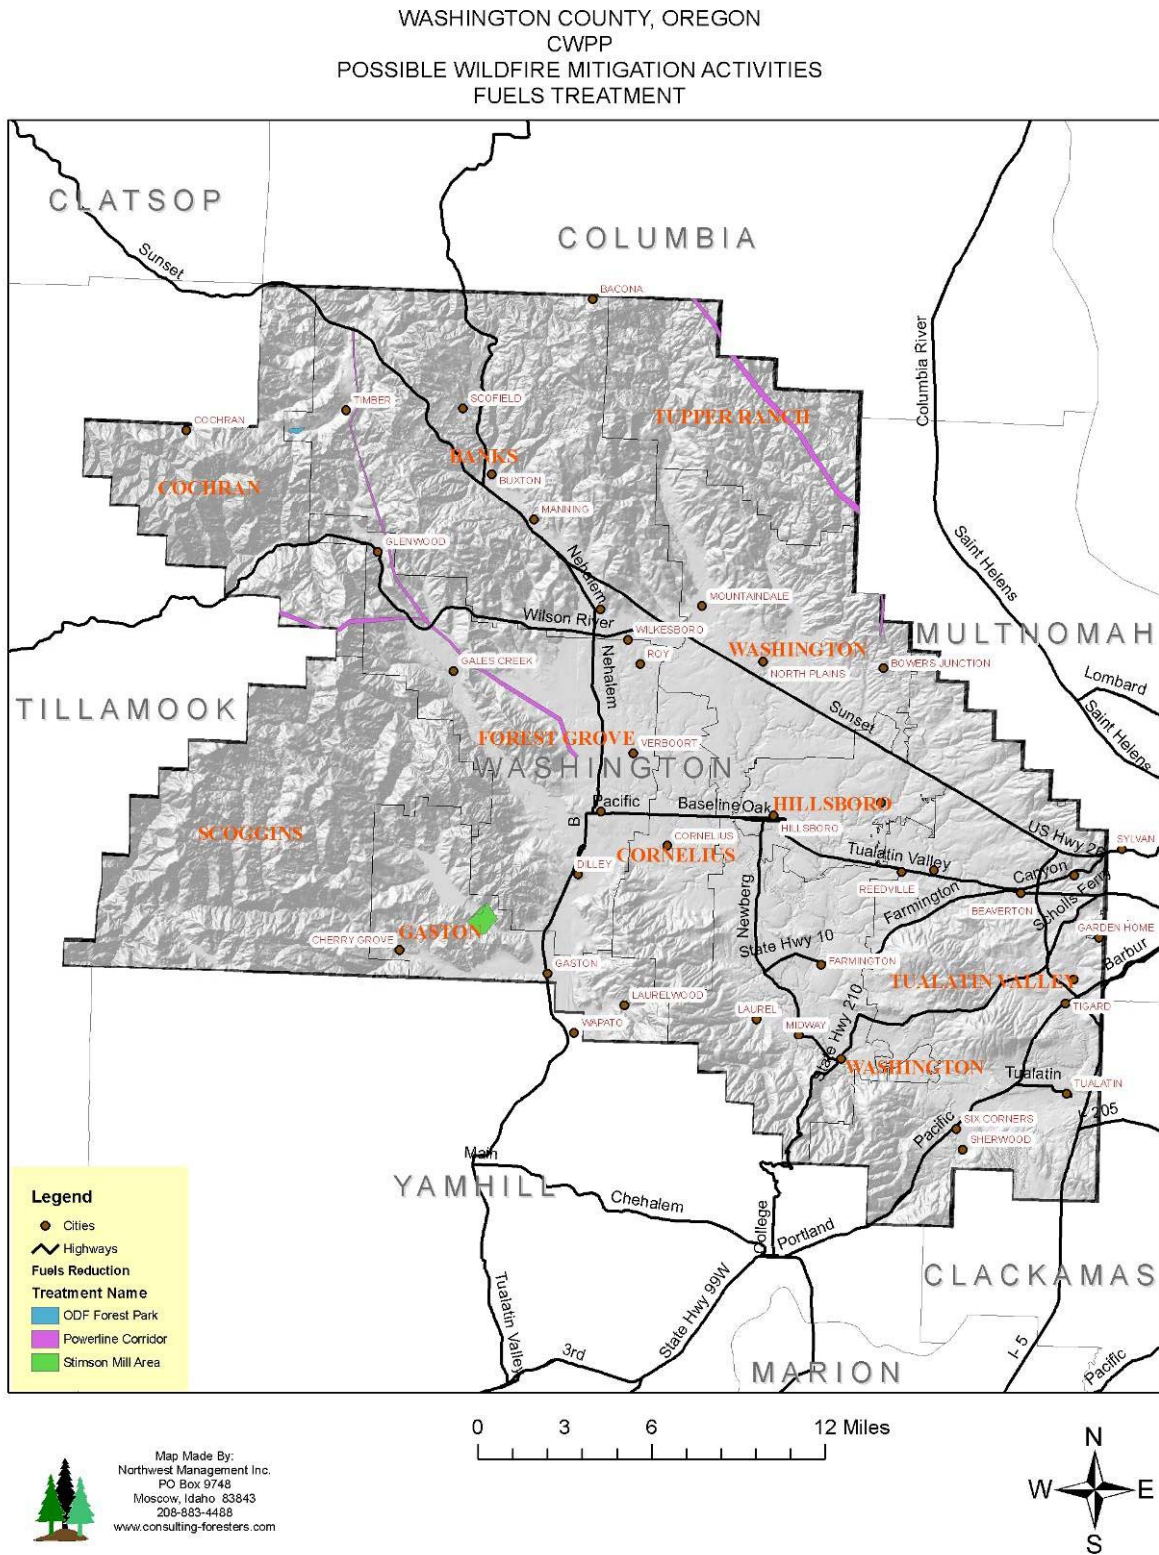 WASHINGTON COUNTY, OREGON
CWPP
POSSIBLE WILDFIRE MITIGATION ACTIVITIES
FUELS TREATMENT
CLATSOP
COLUMBIA
Sunset
BACONA
Columbia River
TIMBER
SCOFIELD
TUPPER RANCH
COCHRAN
BANKS
BUXTON
COCHRAN
MANNING
GLENWOOD
Nehalem
Saint Helens
MOUNTAINDALE
Wilson River
WILKESBORO
MULTNOMAH
WASHINGTON
ROY
GALES CREEK
NORTH PLAINS
BOWERS JUNCTION
Nehalem
Lombard
TILLAMOOK
Sunset
Saint Helens
FOREST GROVE
VERBOORT
WASHINGTON
Pacific
Baseline
Oak
HILLSBORO
B
HILLSBORO
SCOGGINS
CORNELIUS
US Hwy 26
SYLVAN
CORNELIUS
Tualatin Valley
DILLEY
REEDVILLE
Canyon
Farmington
Scholls Ferry
BEAVERTON
Newberg
GASTON
CHERRY GROVE
State Hwy 10
GARDEN HOME
Barbur
GASTON
FARMINGTON
TUALATIN VALLEY
LAURELWOOD
LAUREL
State Hwy 210
TIGARD
WAPATO
MIDWAY
WASHINGTON
Tualatin
TUALATIN
I- 205
SIX CORNERS
Pacific
SHERWOOD
Main
YAMHILL
Chehalem
College
Portland
CLACKAMAS
Tualatin Valley
State Hwy 99W
3rd
I- 5
MARION
Pacific
Legend
Cities
Highways
Fuels Reduction
Treatment Name
ODF Forest Park
Powerline Corridor
Stimson Mill Area
0 3 6 12 Miles
Map Made By:
Northwest Management Inc.
PO Box 9748
Moscow, Idaho 83843
208-883-4488
www.consulting-foresters.com
N
W E
S